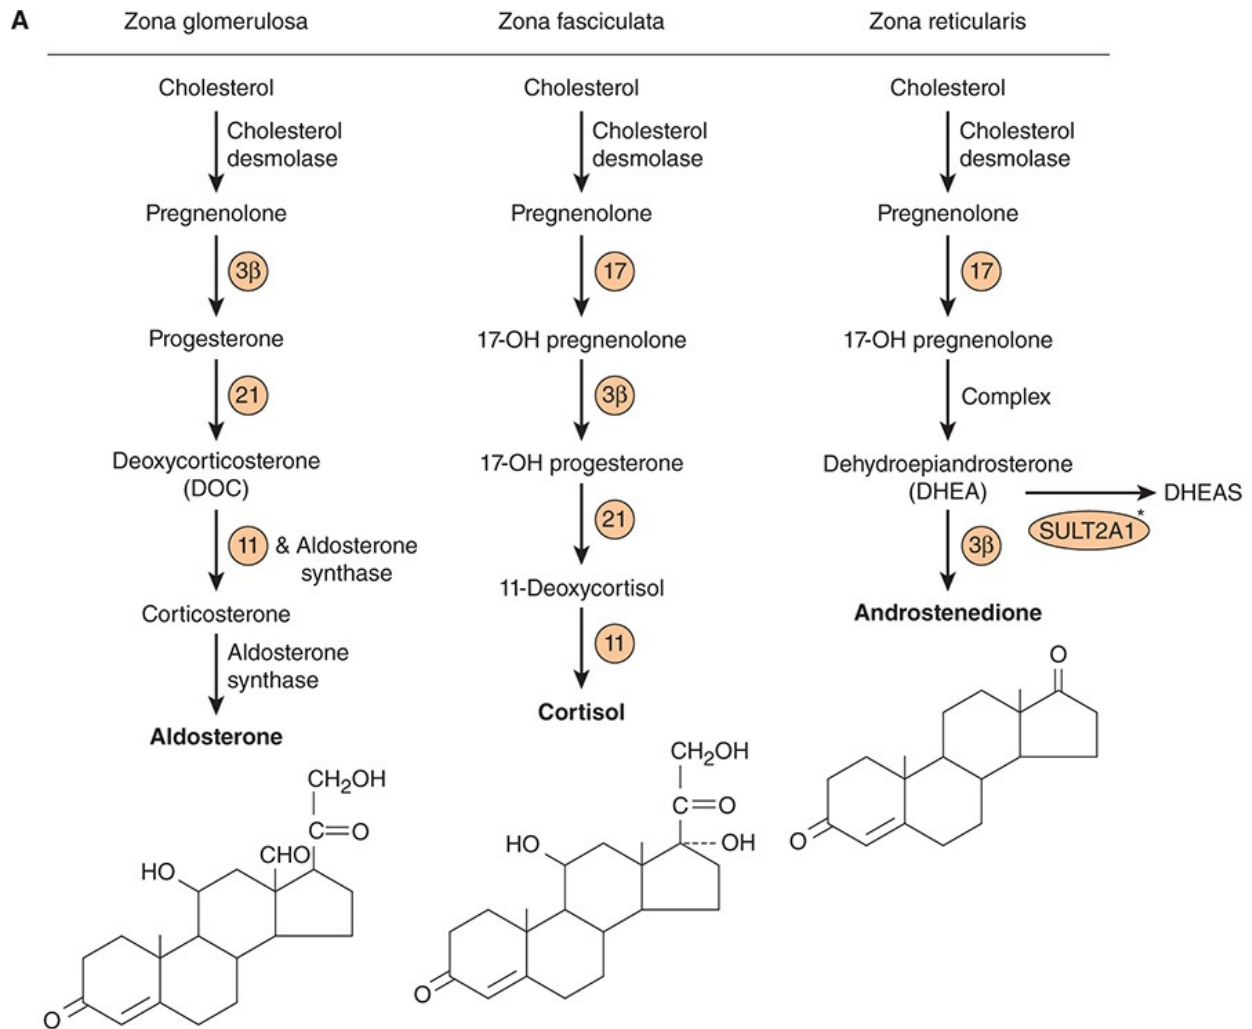 A
Zona glomerulosa
Zona fasciculata
Zona reticularis
Cholesterol
Cholesterol
desmolase
Pregnenolone
3β
Progesterone
21
Deoxycorticosterone
(DOC)
11 & Aldosterone
synthase
Corticosterone
Aldosterone
synthase
Aldosterone
CH₂OH
C=O
CHO
HO
O
Cholesterol
Cholesterol
desmolase
Pregnenolone
17
17-OH pregnenolone
3β
17-OH progesterone
21
11-Deoxycortisol
11
Cortisol
CH₂OH
C=O
HO
OH
O
Cholesterol
Cholesterol
desmolase
Pregnenolone
17
17-OH pregnenolone
Complex
Dehydroepiandrosterone
(DHEA)
DHEAS
SULT2A1*
3β
Androstenedione
O
O